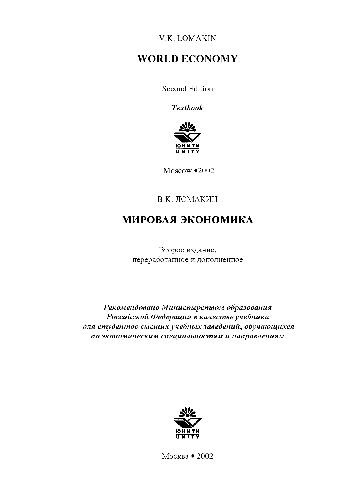 V.K. LOMAKIN
WORLD ECONOMY
Second Edition
Textbook
ЮНИТИ
UNITY
Moscow • 2002
В.К. ЛОМАКИН
МИРОВАЯ ЭКОНОМИКА
Второе издание,
переработанное и дополненное
Рекомендовано Министерством образования
Российской Федерации в качестве учебника
для студентов высших учебных заведений, обучающихся
по экономическим специальностям и направлениям
ЮНИТИ
UNITY
Москва • 2002